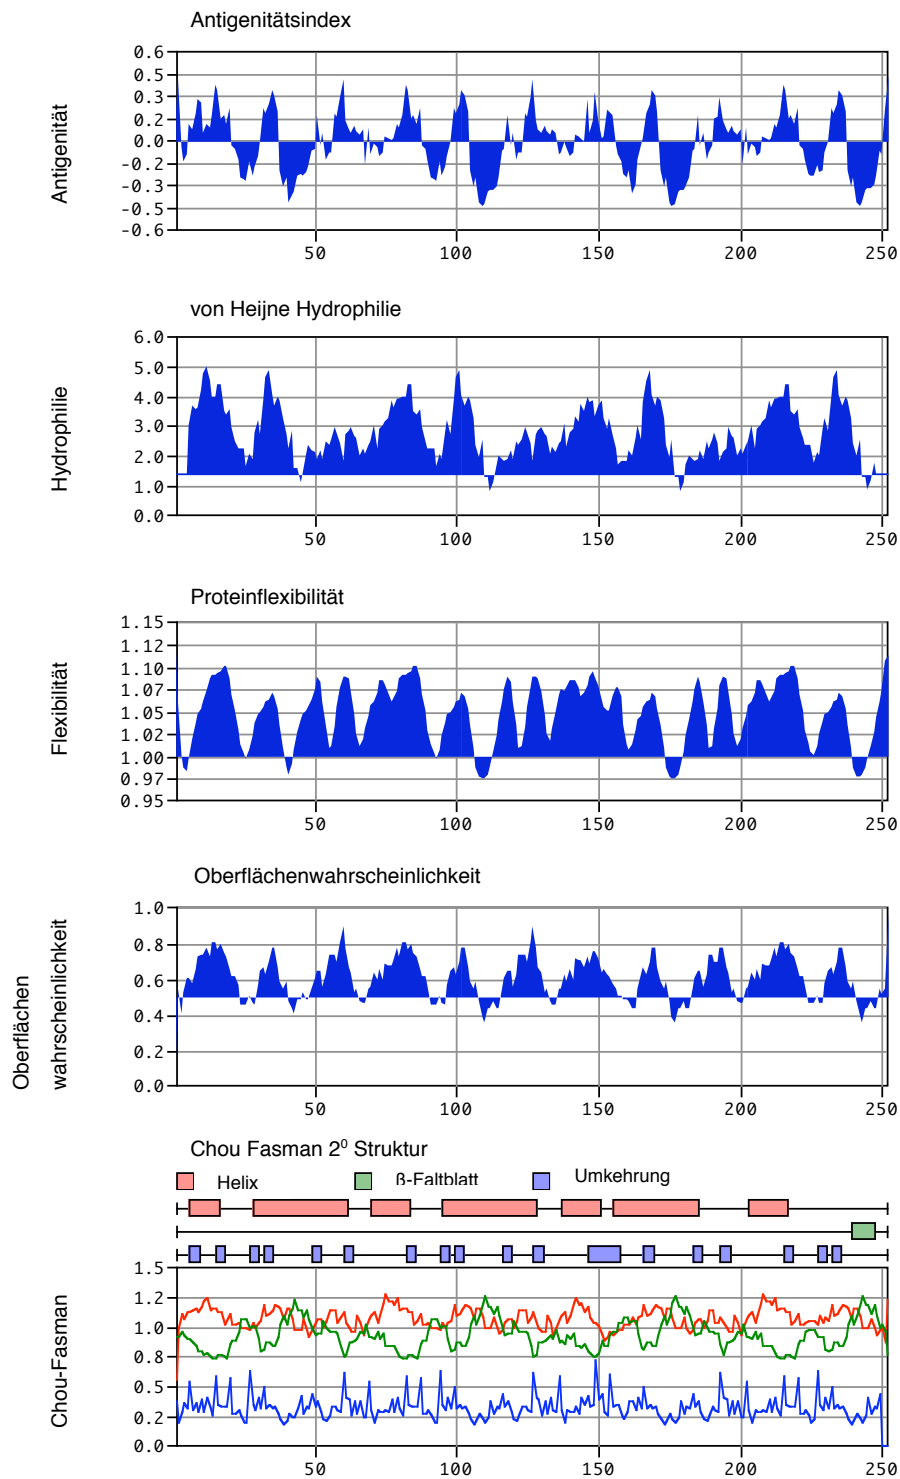 Antigenitätsindex
Antigenität
0.6
0.5
0.3
0.2
0.0
-0.2
-0.3
-0.5
-0.6
50 100 150 200 250
von Heijne Hydrophilie
Hydrophilie
6.0
5.0
4.0
3.0
2.0
1.0
0.0
50 100 150 200 250
Proteinflexibilität
Flexibilität
1.15
1.12
1.10
1.07
1.05
1.02
1.00
0.97
0.95
50 100 150 200 250
Oberflächenwahrscheinlichkeit
Oberflächen
wahrscheinlichkeit
1.0
0.8
0.6
0.4
0.2
0.0
50 100 150 200 250
Chou Fasman 2⁰ Struktur
Helix ß-Faltblatt Umkehrung
Chou-Fasman
1.5
1.2
1.0
0.8
0.5
0.2
0.0
50 100 150 200 250